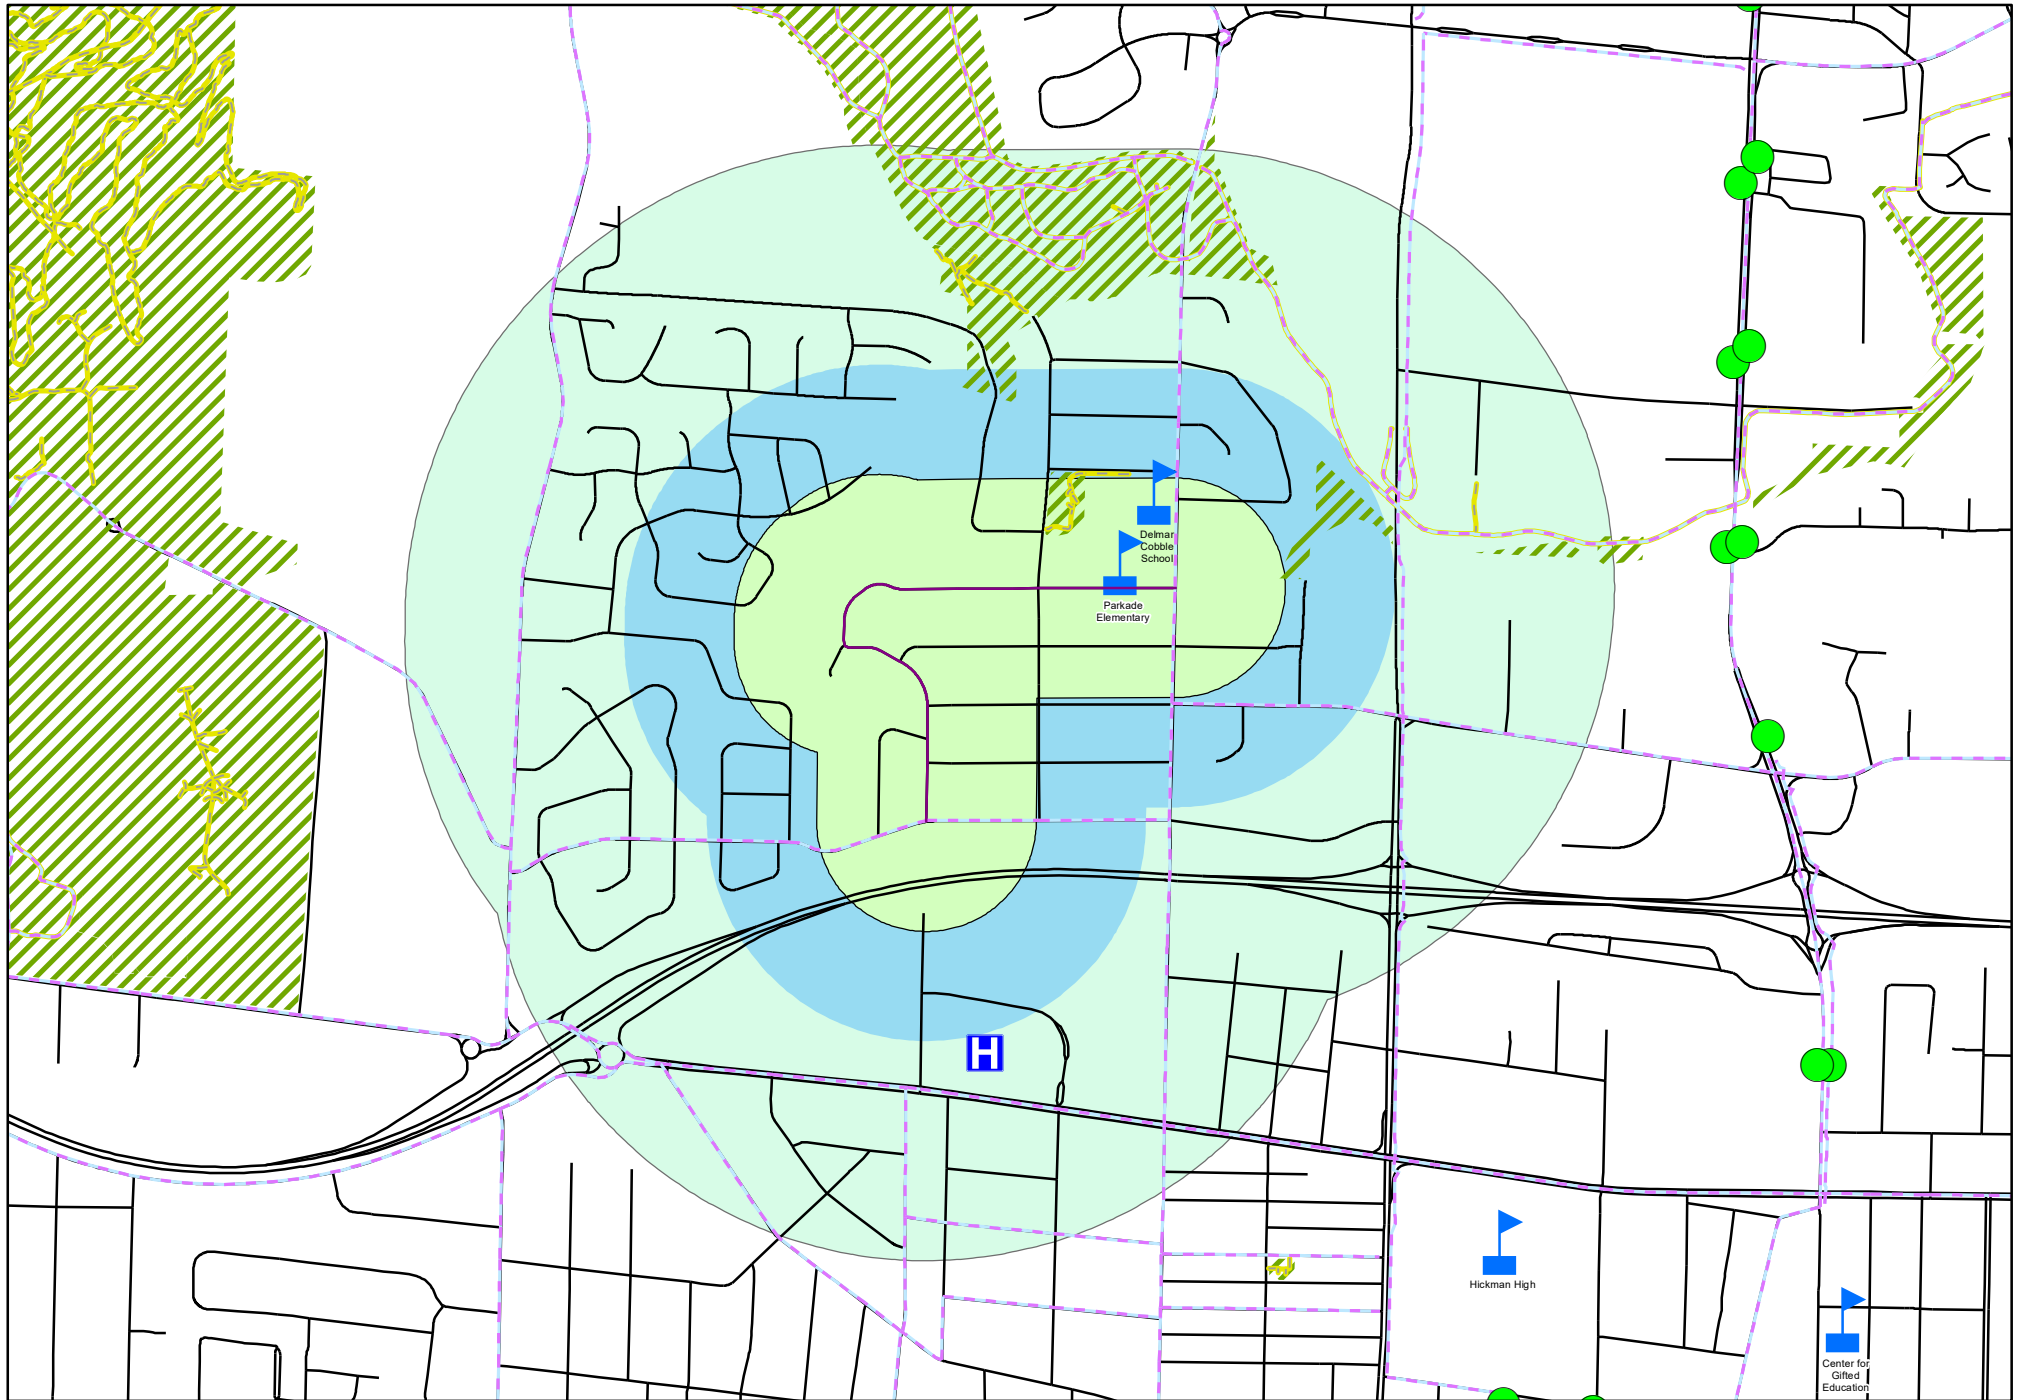 Delmar
Cobble
School
Parkade
Elementary
H
Hickman High
Center for
Gifted
Education